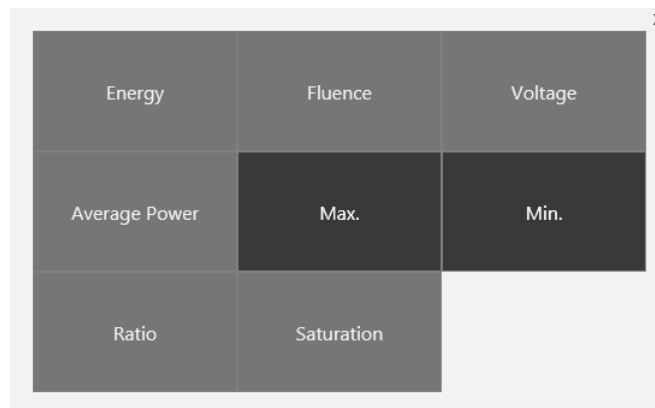 Energy
Fluence
Voltage
Average Power
Max.
Min.
Ratio
Saturation